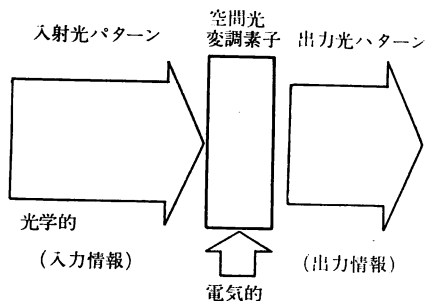 入射光パターン
空間光
変調素子
出力光ハターン
光学的
(入力情報)
電気的
(出力情報)